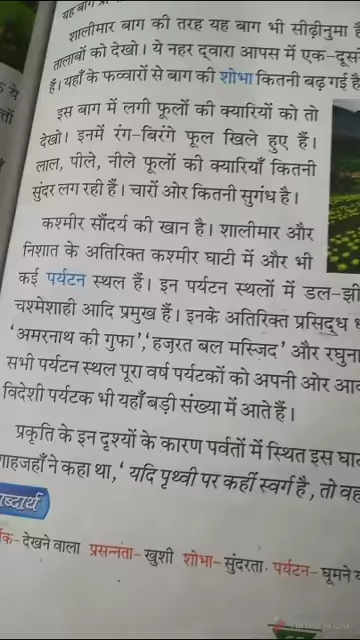 यह बाग
शालीमार बाग की तरह यह बाग भी सीढ़ीनुमा है
तालाबों को देखो। ये नहर द्वारा आपस में एक-दूसरे
हैं। यहाँ के फव्वारों से बाग की शोभा कितनी बढ़ गई है
इस बाग में लगी फूलों की क्यारियों को तो
देखो। इनमें रंग-बिरंगे फूल खिले हुए हैं।
लाल, पीले, नीले फूलों की क्यारियाँ कितनी
सुंदर लग रही हैं। चारों ओर कितनी सुगंध है।
कश्मीर सौंदर्य की खान है। शालीमार और
निशात के अतिरिक्त कश्मीर घाटी में और भी
कई पर्यटन स्थल हैं। इन पर्यटन स्थलों में डल-झी
चश्मेशाही आदि प्रमुख हैं। इनके अतिरिक्त प्रसिद्ध
'अमरनाथ की गुफा', 'हज़रत बल मस्जिद' और रघुना
सभी पर्यटन स्थल पूरा वर्ष पर्यटकों को अपनी ओर आक
विदेशी पर्यटक भी यहाँ बड़ी संख्या में आते हैं।
प्रकृति के इन दृश्यों के कारण पर्वतों में स्थित इस घा
गाहजहाँ ने कहा था, ' यदि पृथ्वी पर कहीं स्वर्ग है, तो वह
ब्दार्थ
क- देखने वाला प्रसन्नता- खुशी शोभा- सुंदरता- पर्यटन- घूमने